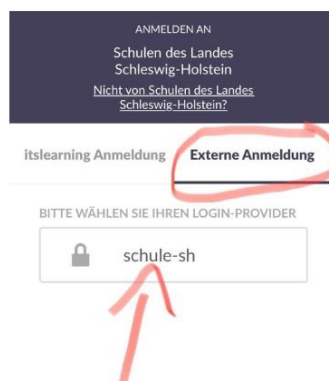 ANMELDEN AN
Schulen des Landes
Schleswig-Holstein
Nicht von Schulen des Landes
Schleswig-Holstein?
itslearning Anmeldung Externe Anmeldung
BITTE WÄHLEN SIE IHREN LOGIN-PROVIDER
schule-sh